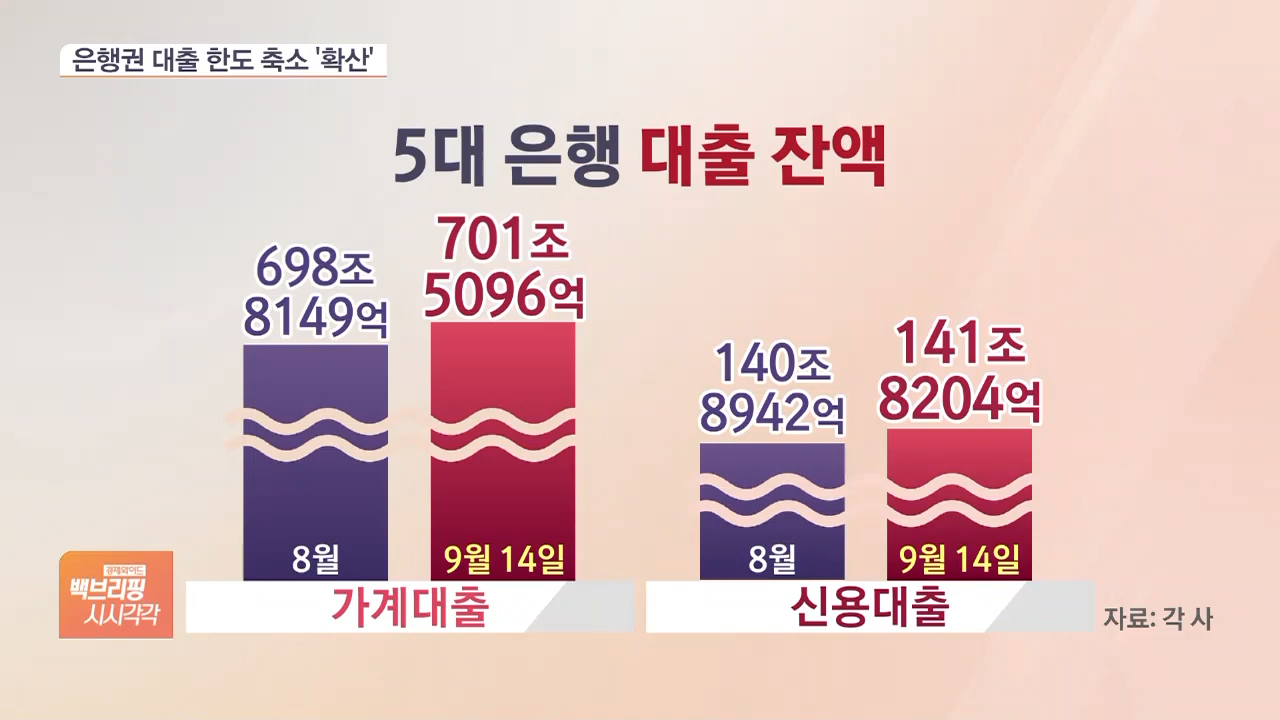 은행권 대출 한도 축소 '확산'
5대 은행 대출 잔액
698조
8149억
701조
5096억
140조
8942억
141조
8204억
8월
9월 14일
8월
9월 14일
가계대출
신용대출
경제와이드
백브리핑
시시각각
자료: 각 사